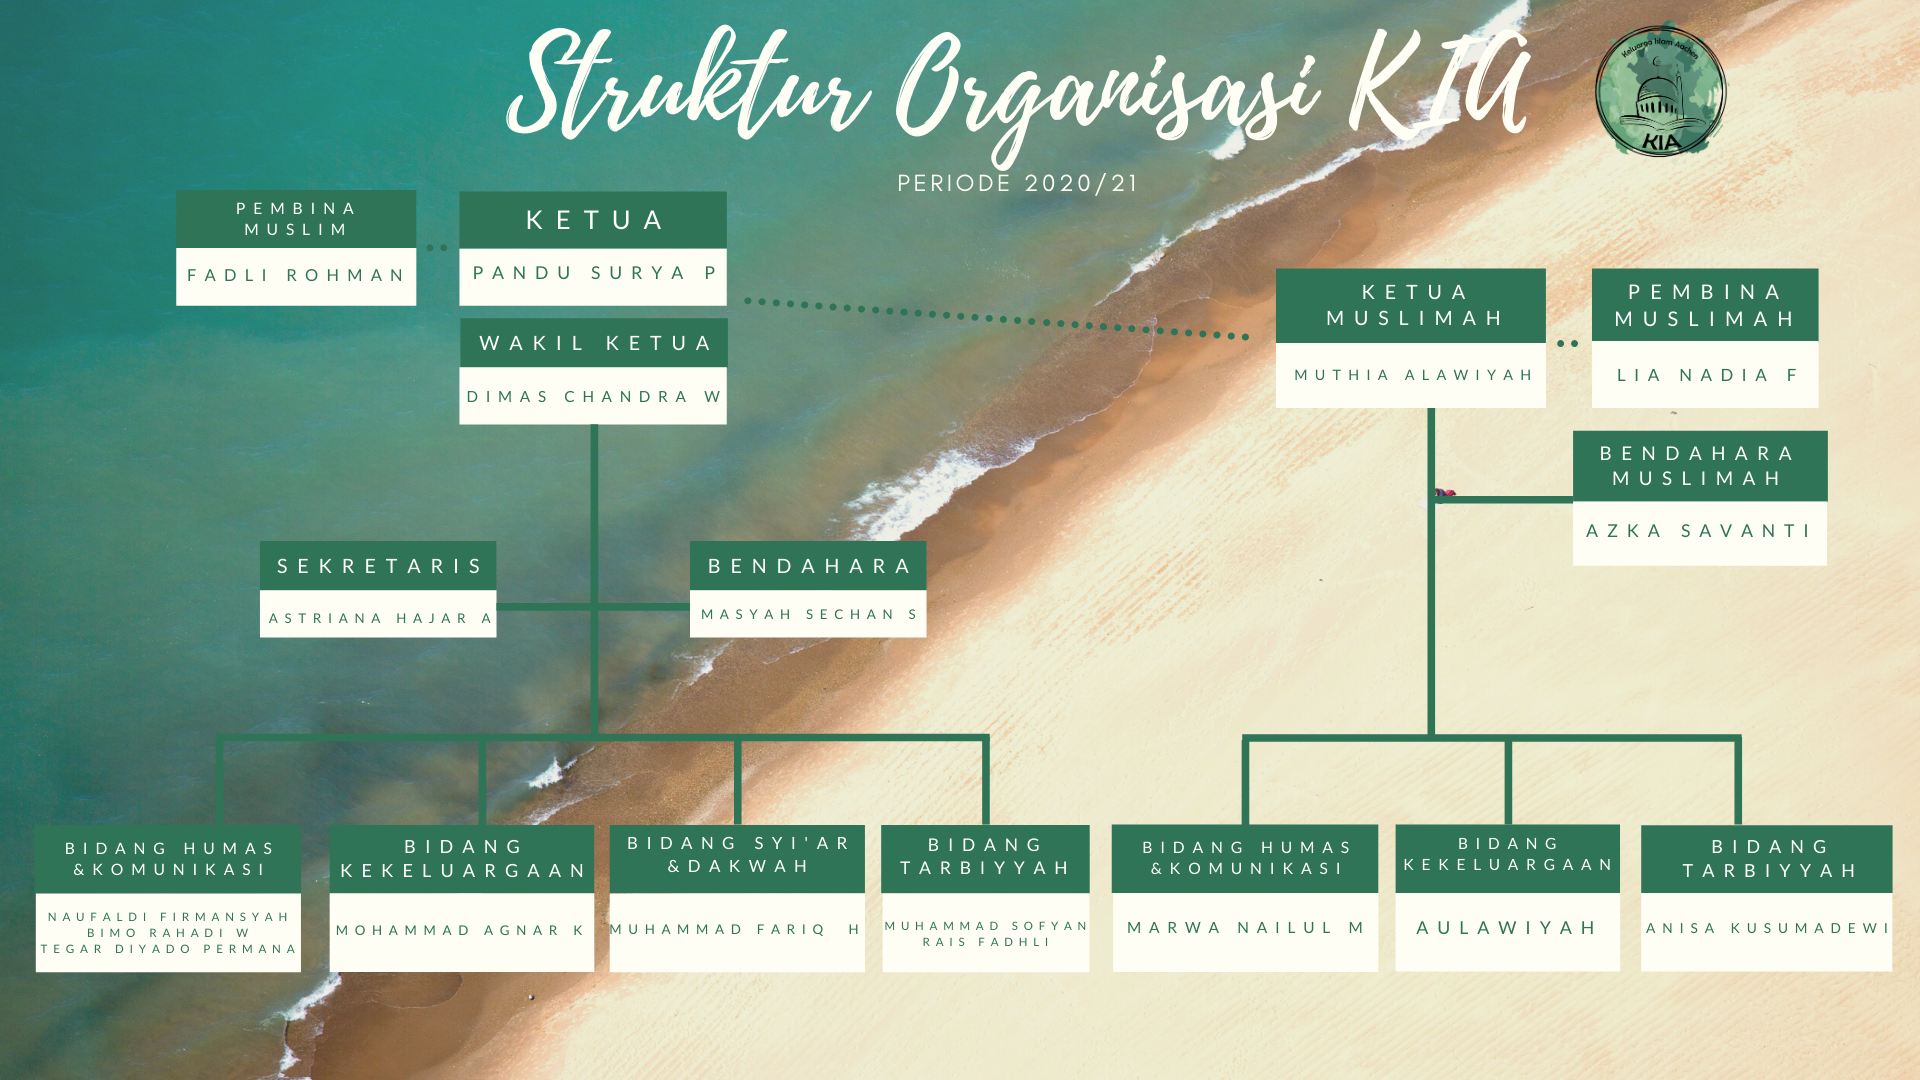 Struktur Organisasi KIA
Keluarga Islam Aachen
KIA
PERIODE 2020/21
PEMBINA
MUSLIM
FADLI ROHMAN
KETUA
PANDU SURYA P
WAKIL KETUA
DIMAS CHANDRA W
KETUA
MUSLIMAH
MUTHIA ALAWIYAH
PEMBINA
MUSLIMAH
LIA NADIA F
BENDAHARA
MUSLIMAH
AZKA SAVANTI
SEKRETARIS
ASTRIANA HAJAR A
BENDAHARA
MASYAH SECHAN S
BIDANG HUMAS
&KOMUNIKASI
NAUFALDI FIRMANSYAH
BIMO RAHADI W
TEGAR DIYADO PERMANA
BIDANG
KEKELUARGAAN
MOHAMMAD AGNAR K
BIDANG SYI'AR
&DAKWAH
MUHAMMAD FARIQ H
BIDANG
TARBIYYAH
MUHAMMAD SOFYAN
RAIS FADHLI
BIDANG HUMAS
&KOMUNIKASI
MARWA NAILUL M
BIDANG
KEKELUARGAAN
AULAWIYAH
BIDANG
TARBIYYAH
ANISA KUSUMADEWI